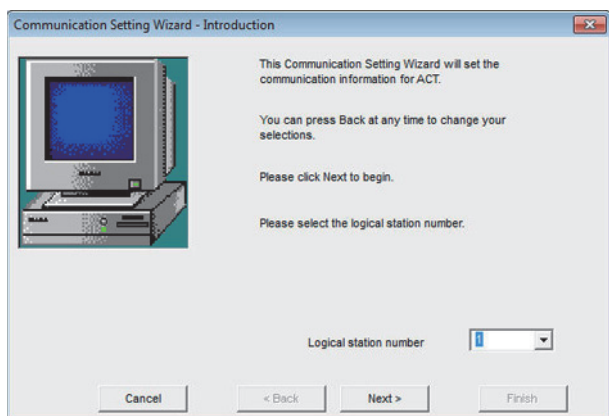 Communication Setting Wizard - Introduction
This Communication Setting Wizard will set the
communication information for ACT.
You can press Back at any time to change your
selections.
Please click Next to begin.
Please select the logical station number.
Logical station number
1
Cancel
< Back
Next >
Finish